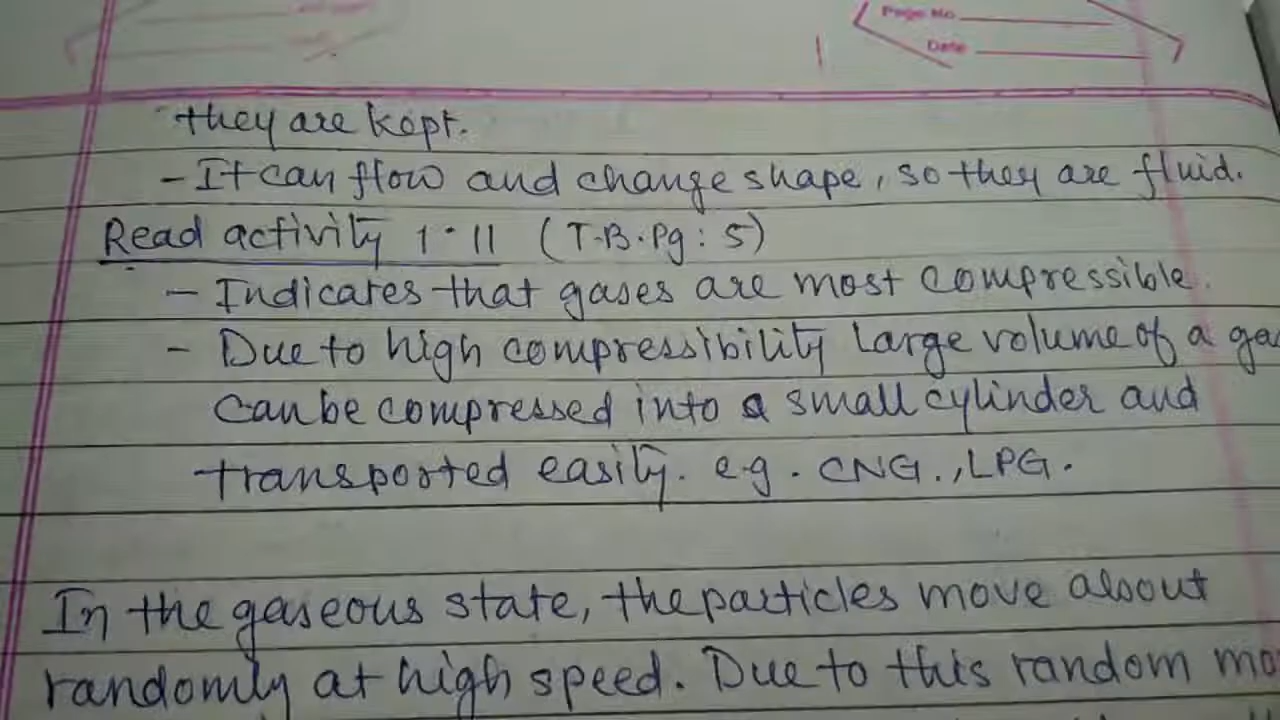 Page No
Date
they are kept.
- It can flow and change shape, so they are fluid.
Read activity 1.11 (T.B.Pg: 5)
- Indicates that gases are most compressible.
- Due to high compressibility large volume of a ga
can be compressed into a small cylinder and
transported easily. e.g. CNG., LPG.
In the gaseous state, the particles move about
randomly at high speed. Due to this random mo